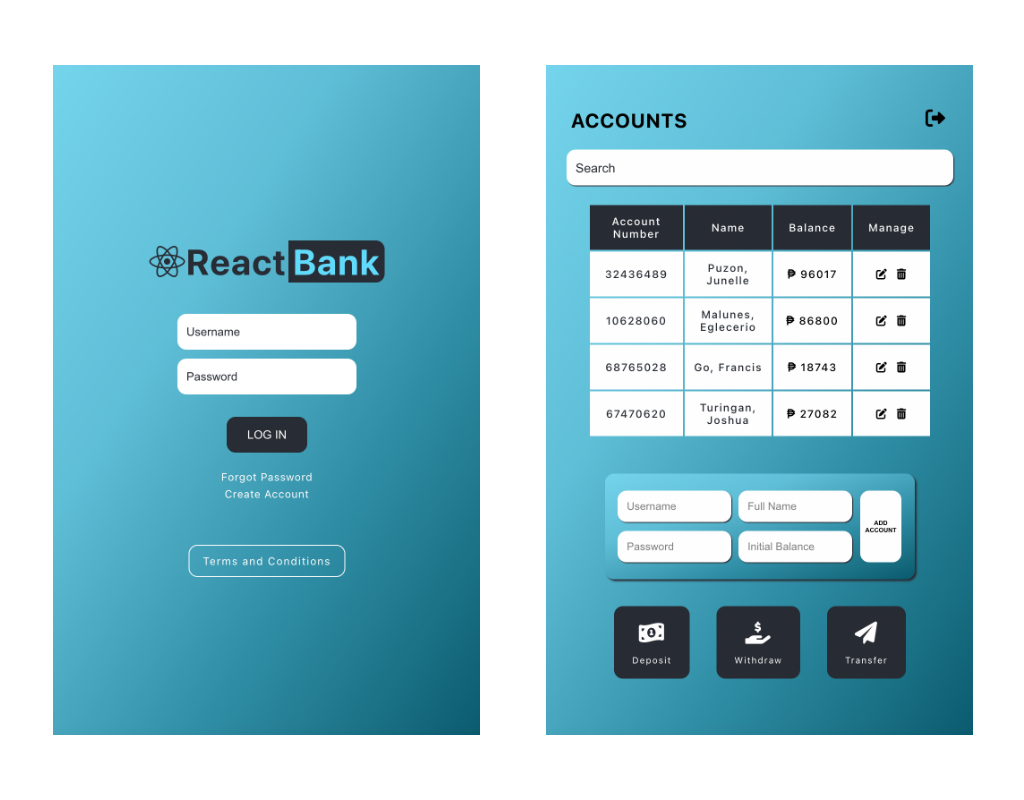 ReactBank
Username
Password
LOG IN
Forgot Password
Create Account
Terms and Conditions
ACCOUNTS
Search
Account Number Name Balance Manage
32436489 Puzon, Junelle ₱ 96017
10628060 Malunes, Eglecerio ₱ 86800
68765028 Go, Francis ₱ 18743
67470620 Turingan, Joshua ₱ 27082
Username Full Name
Password Initial Balance
ADD
ACCOUNT
Deposit Withdraw Transfer